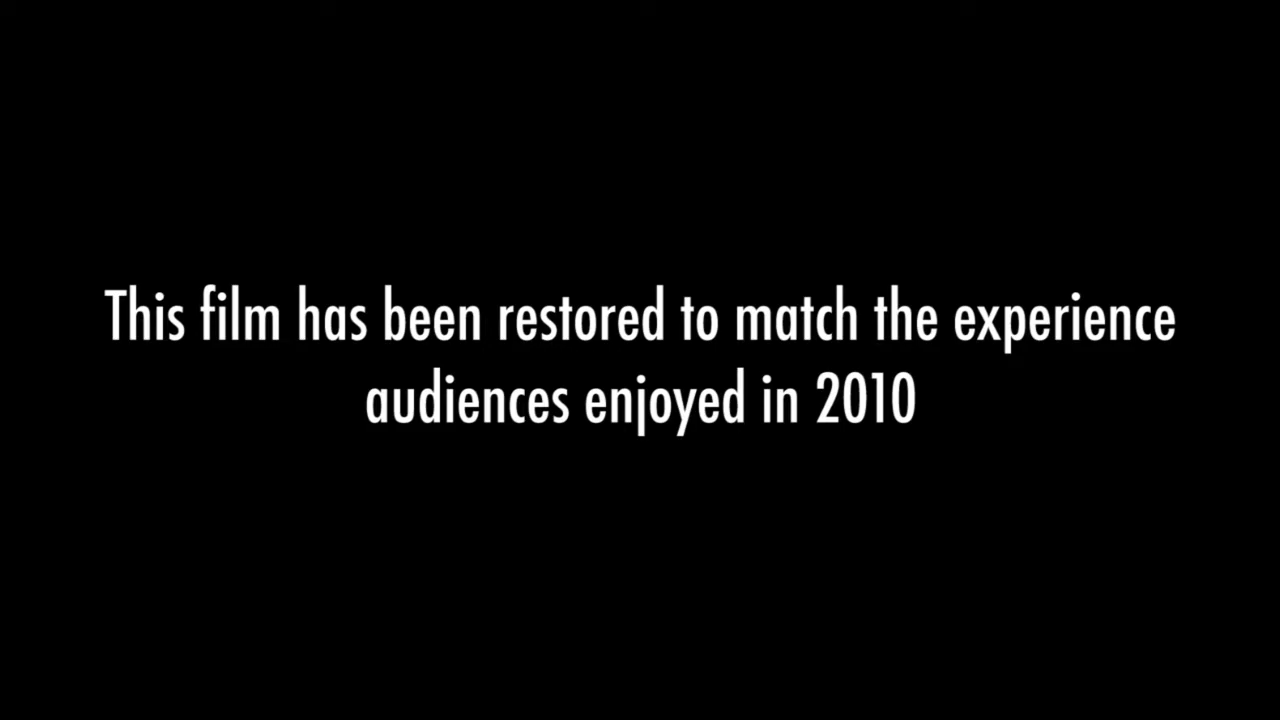 This film has been restored to match the experience
audiences enjoyed in 2010